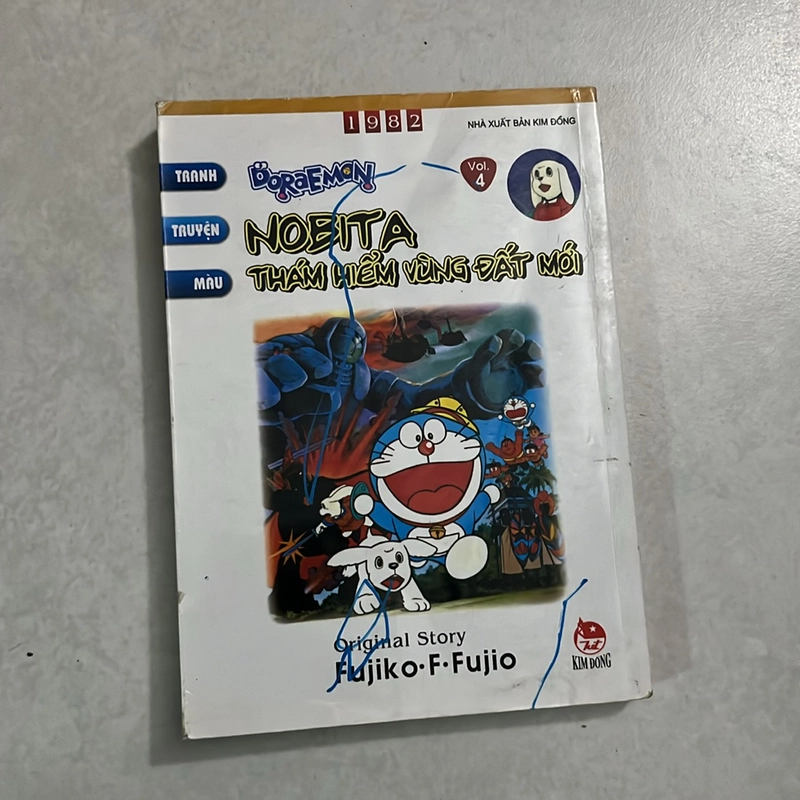 1982
NHÀ XUẤT BẢN KIM ĐỒNG
TRANH
TRUYỆN
MÀU
DORAEMON
Vol.
4
NOBITA
THÁM HIỂM VÙNG ĐẤT MỚI
Original Story
Fujiko·F·Fujio
KIM ĐỒNG